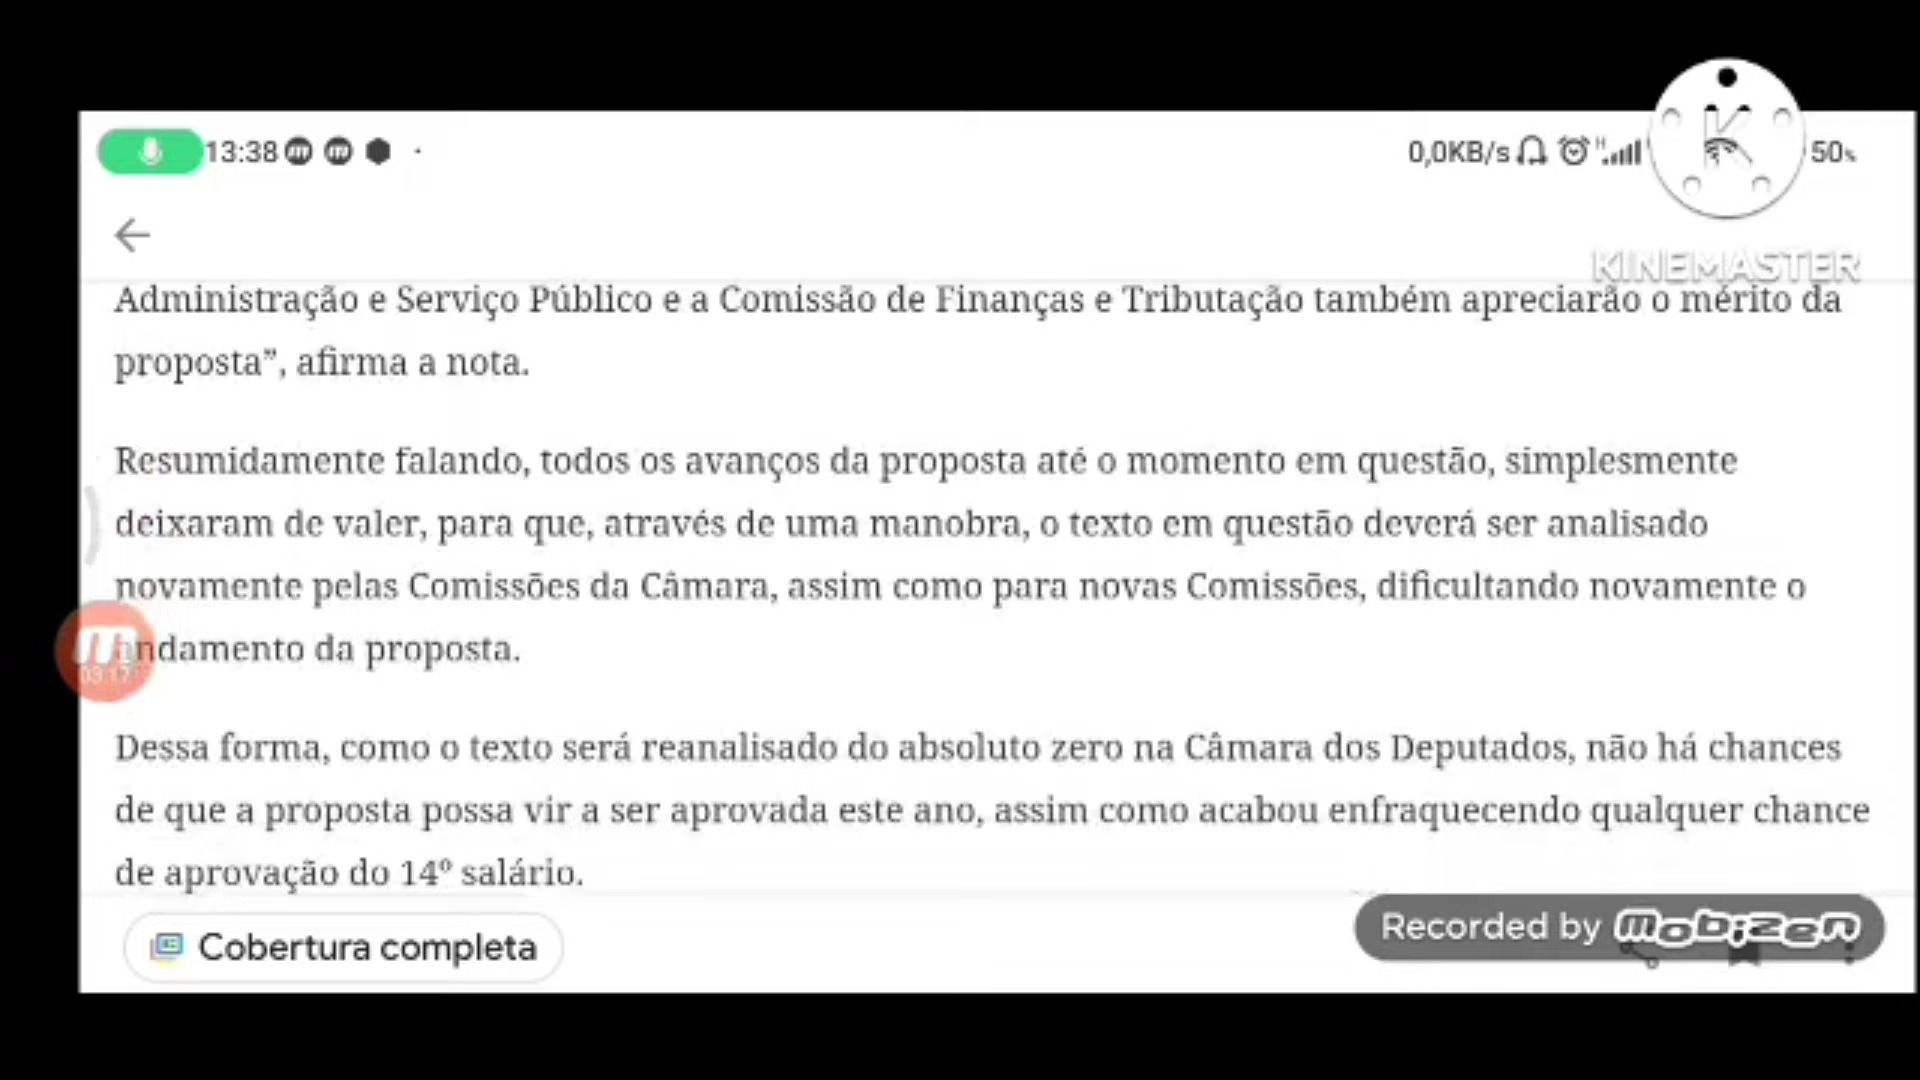 13:38
0,0KB/s
50%
KINEMASTER
Administração e Serviço Público e a Comissão de Finanças e Tributação também apreciarão o mérito da
proposta”, afirma a nota.
Resumidamente falando, todos os avanços da proposta até o momento em questão, simplesmente
deixaram de valer, para que, através de uma manobra, o texto em questão deverá ser analisado
novamente pelas Comissões da Câmara, assim como para novas Comissões, dificultando novamente o
andamento da proposta.
03:17
Dessa forma, como o texto será reanalisado do absoluto zero na Câmara dos Deputados, não há chances
de que a proposta possa vir a ser aprovada este ano, assim como acabou enfraquecendo qualquer chance
de aprovação do 14º salário.
Cobertura completa
Recorded by mobizen